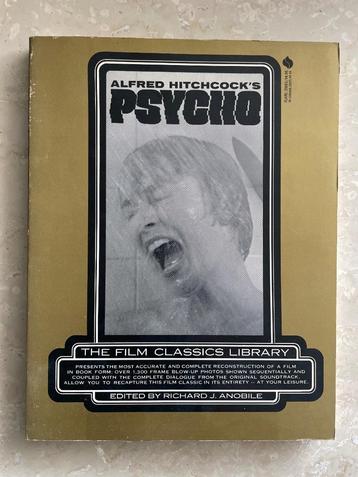 ALFRED HITCHCOCK'S
PSYCHO
THE FILM CLASSICS LIBRARY
PRESENTS THE MOST ACCURATE AND COMPLETE RECONSTRUCTION OF A FILM
IN BOOK FORM: OVER 1,300 FRAME BLOW-UP PHOTOS SHOWN SEQUENTIALLY AND
COUPLED WITH THE COMPLETE DIALOGUE FROM THE ORIGINAL SOUNDTRACK,
ALLOW YOU TO RECAPTURE THIS FILM CLASSIC IN ITS ENTIRETY — AT YOUR LEISURE.
EDITED BY RICHARD J. ANOBILE